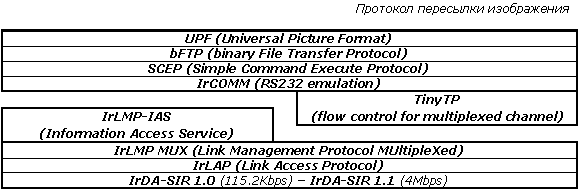 Протокол пересылки изображения
UPF (Universal Picture Format)
bFTP (binary File Transfer Protocol)
SCEP (Simple Command Execute Protocol)
IrCOMM (RS232 emulation)
TinyTP
(flow control for multiplexed channel)
IrLMP-IAS
(Information Access Service)
IrLMP MUX (Link Management Protocol MUltipleXed)
IrLAP (Link Access Protocol)
IrDA-SIR 1.0 (115.2Kbps) – IrDA-SIR 1.1 (4Mbps)